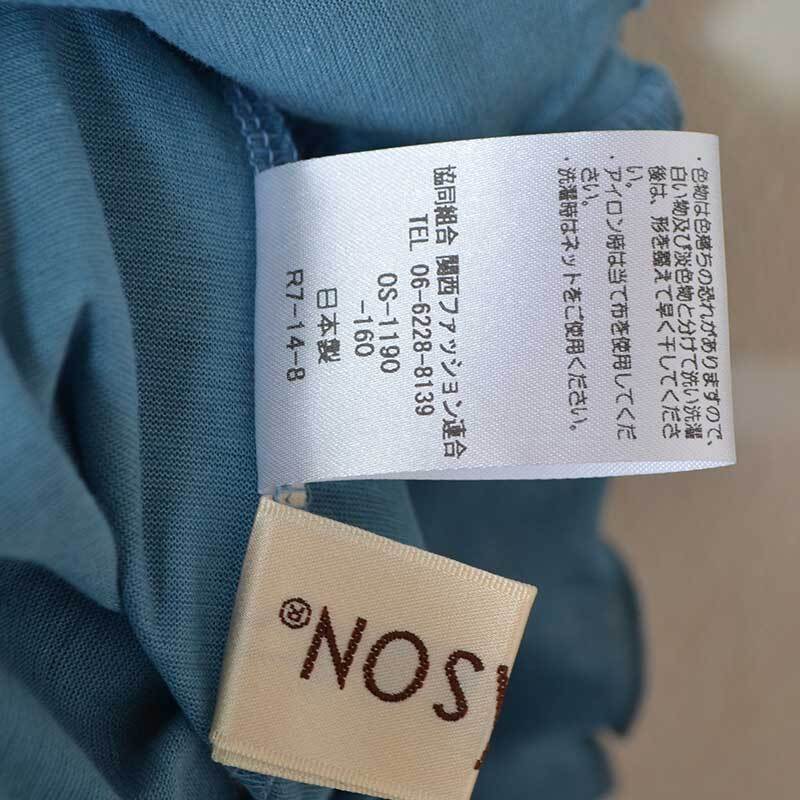 ・色物は色落ちの恐れがありますので、
白い物及び淡色物と分けて洗い洗濯
後は、形を整えて早く干してくださ
い。
・アイロン時は当て布を使用してくだ
さい。
・洗濯時はネットをご使用ください。
協同組合 関西ファッション連合
TEL 06-6228-8139
OS-1190
-160
日本製
R7-14-8
SON®